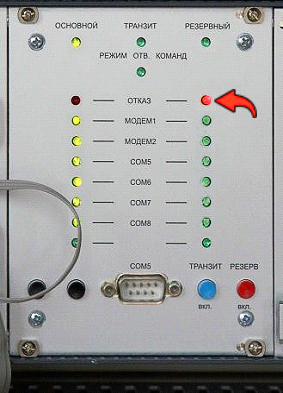 ОСНОВНОЙ ТРАНЗИТ РЕЗЕРВНЫЙ
РЕЖИМ ОТВ. КОМАНД
ОТКАЗ
МОДЕМ1
МОДЕМ2
COM5
COM6
COM7
COM8
COM5 ТРАНЗИТ РЕЗЕРВ
ВКЛ. ВКЛ.